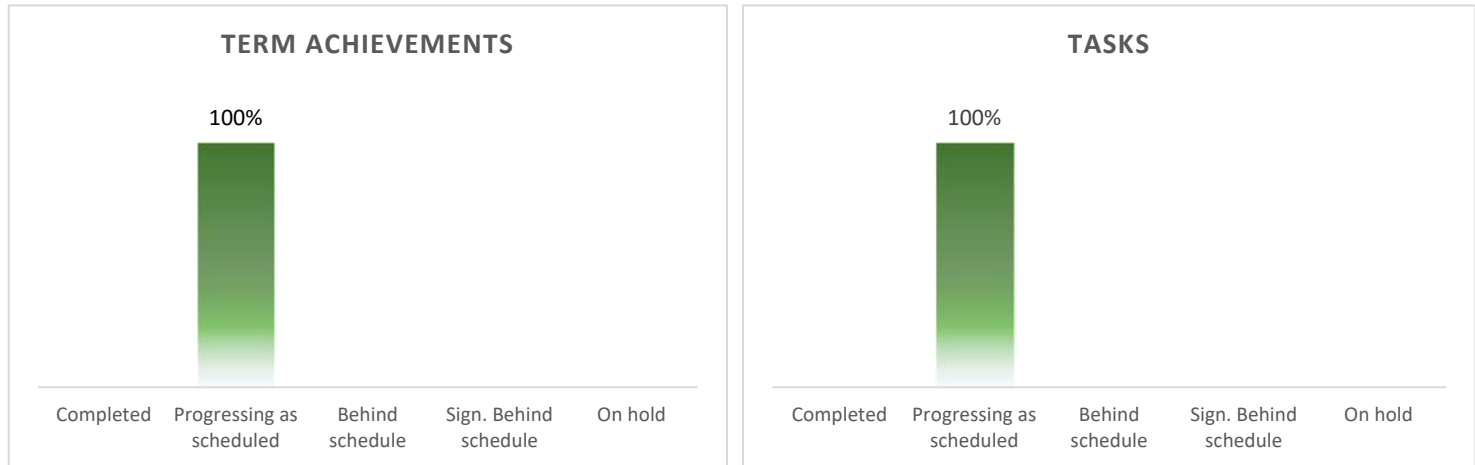 TERM ACHIEVEMENTS
100%
Completed
Progressing as
scheduled
Behind
schedule
Sign. Behind
schedule
On hold
TASKS
100%
Completed
Progressing as
scheduled
Behind
schedule
Sign. Behind
schedule
On hold